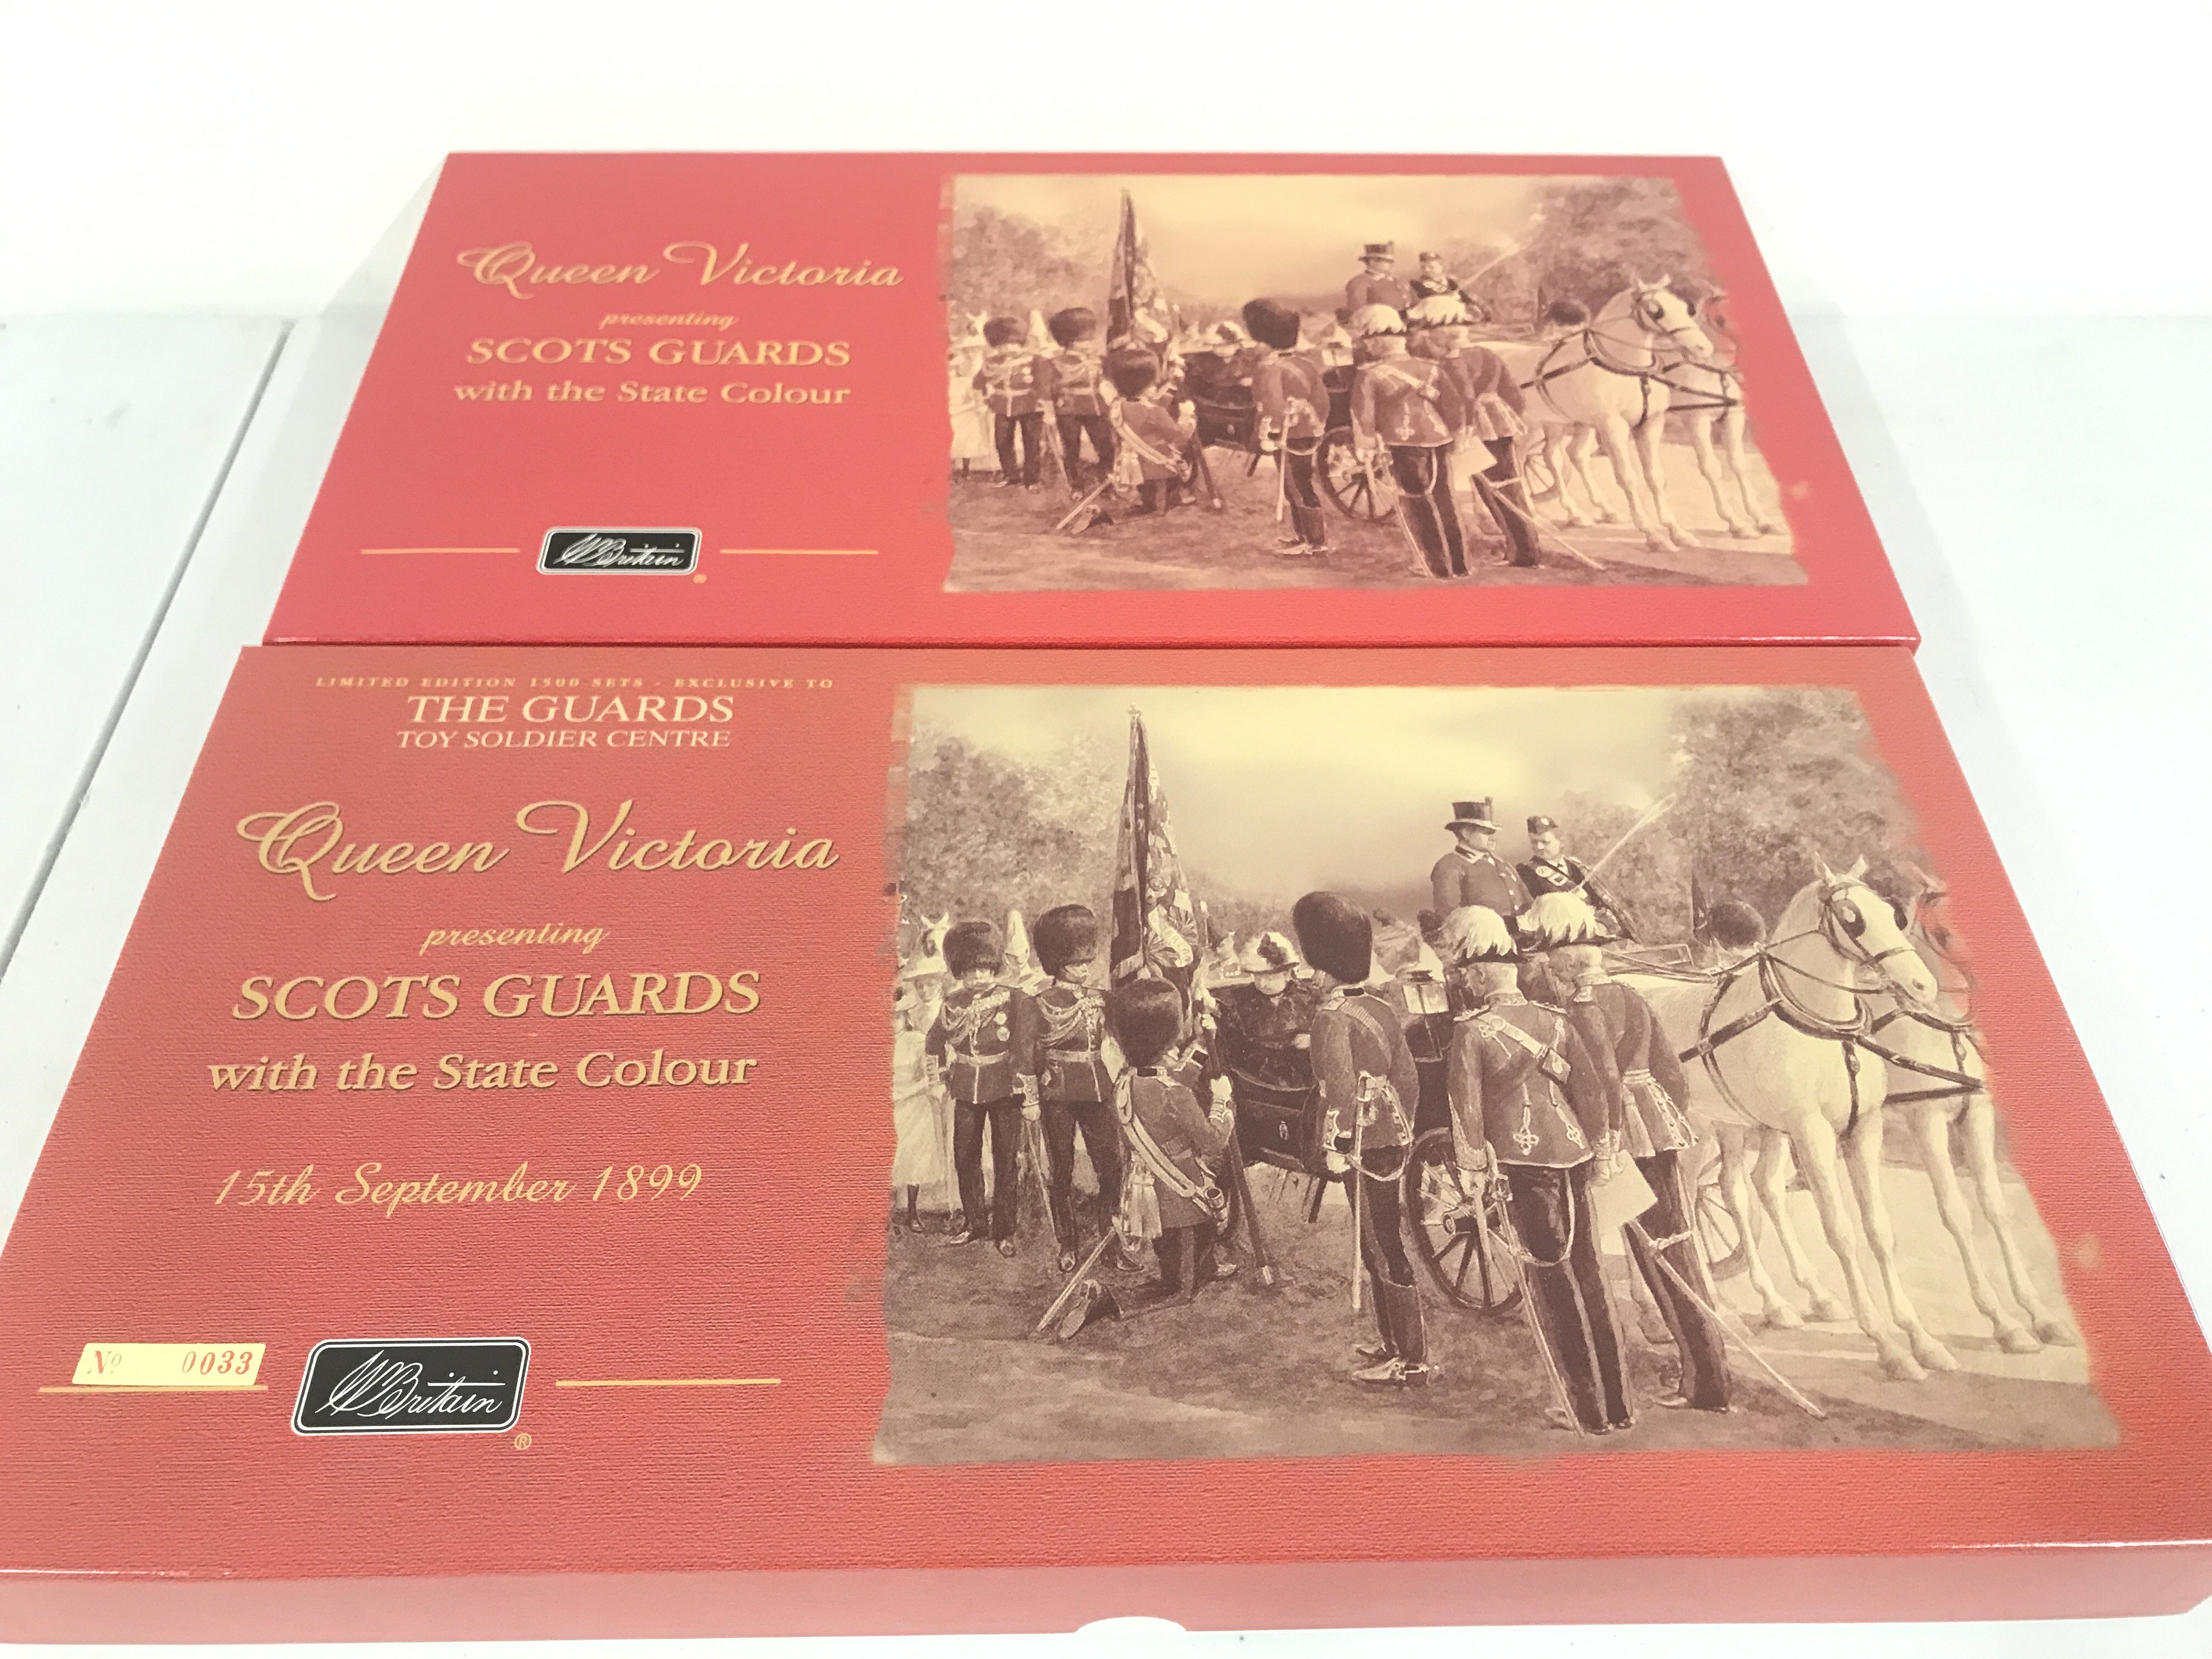 Queen Victoria
presenting
SCOTS GUARDS
with the State Colour
W Britain
®
LIMITED EDITION 1500 SETS - EXCLUSIVE TO
THE GUARDS
TOY SOLDIER CENTRE
Queen Victoria
presenting
SCOTS GUARDS
with the State Colour
15th September 1899
Nº 0033
W Britain
®